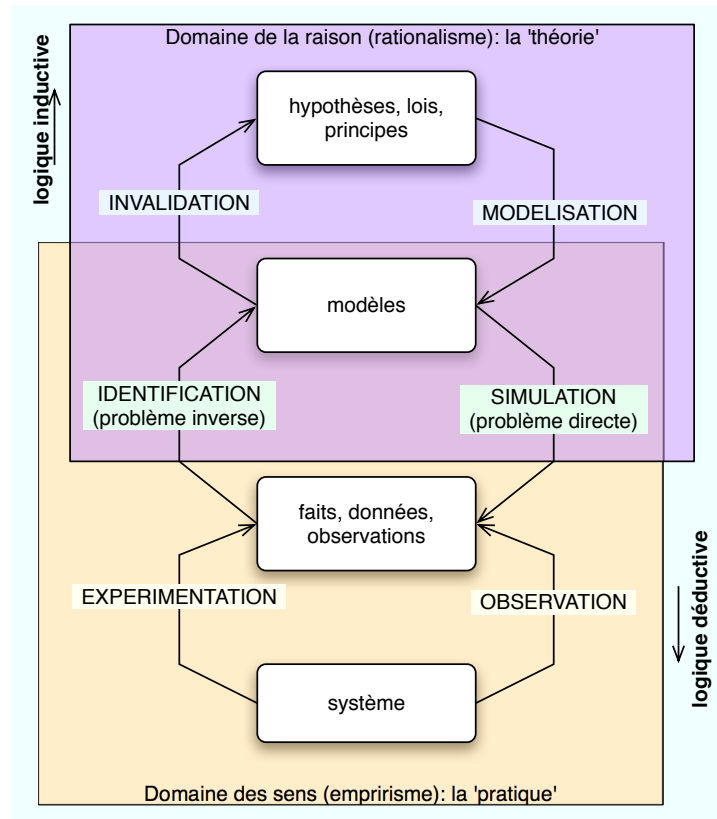 Domaine de la raison (rationalisme): la 'théorie'
logique inductive
hypothèses, lois,
principes
INVALIDATION
MODELISATION
modèles
IDENTIFICATION
(problème inverse)
SIMULATION
(problème directe)
faits, données,
observations
logique déductive
EXPERIMENTATION
OBSERVATION
système
Domaine des sens (empririsme): la 'pratique'